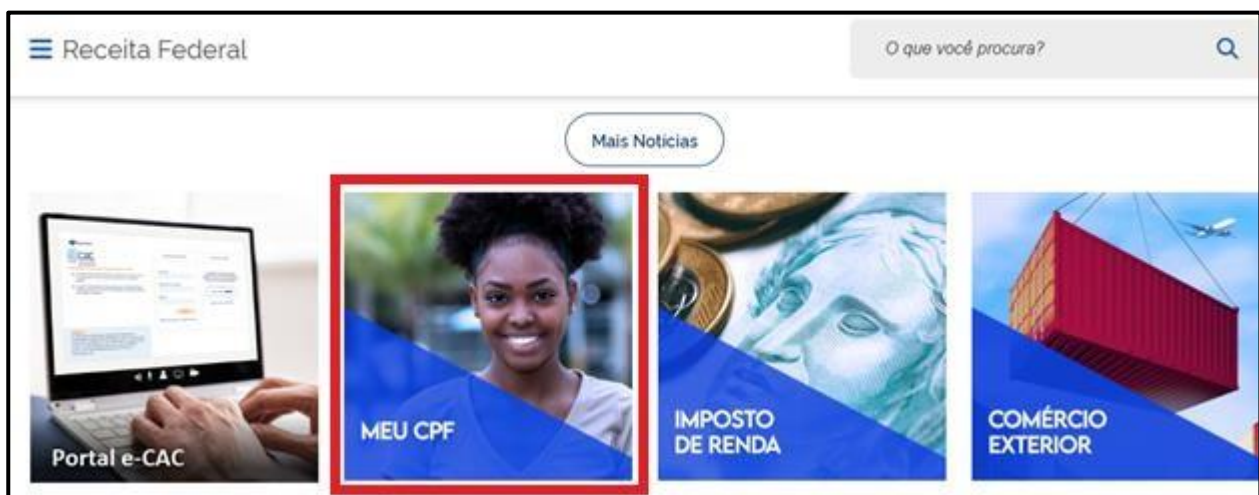 Receita Federal
O que você procura?
Mais Notícias
Portal e-CAC
MEU CPF
IMPOSTO
DE RENDA
COMÉRCIO
EXTERIOR